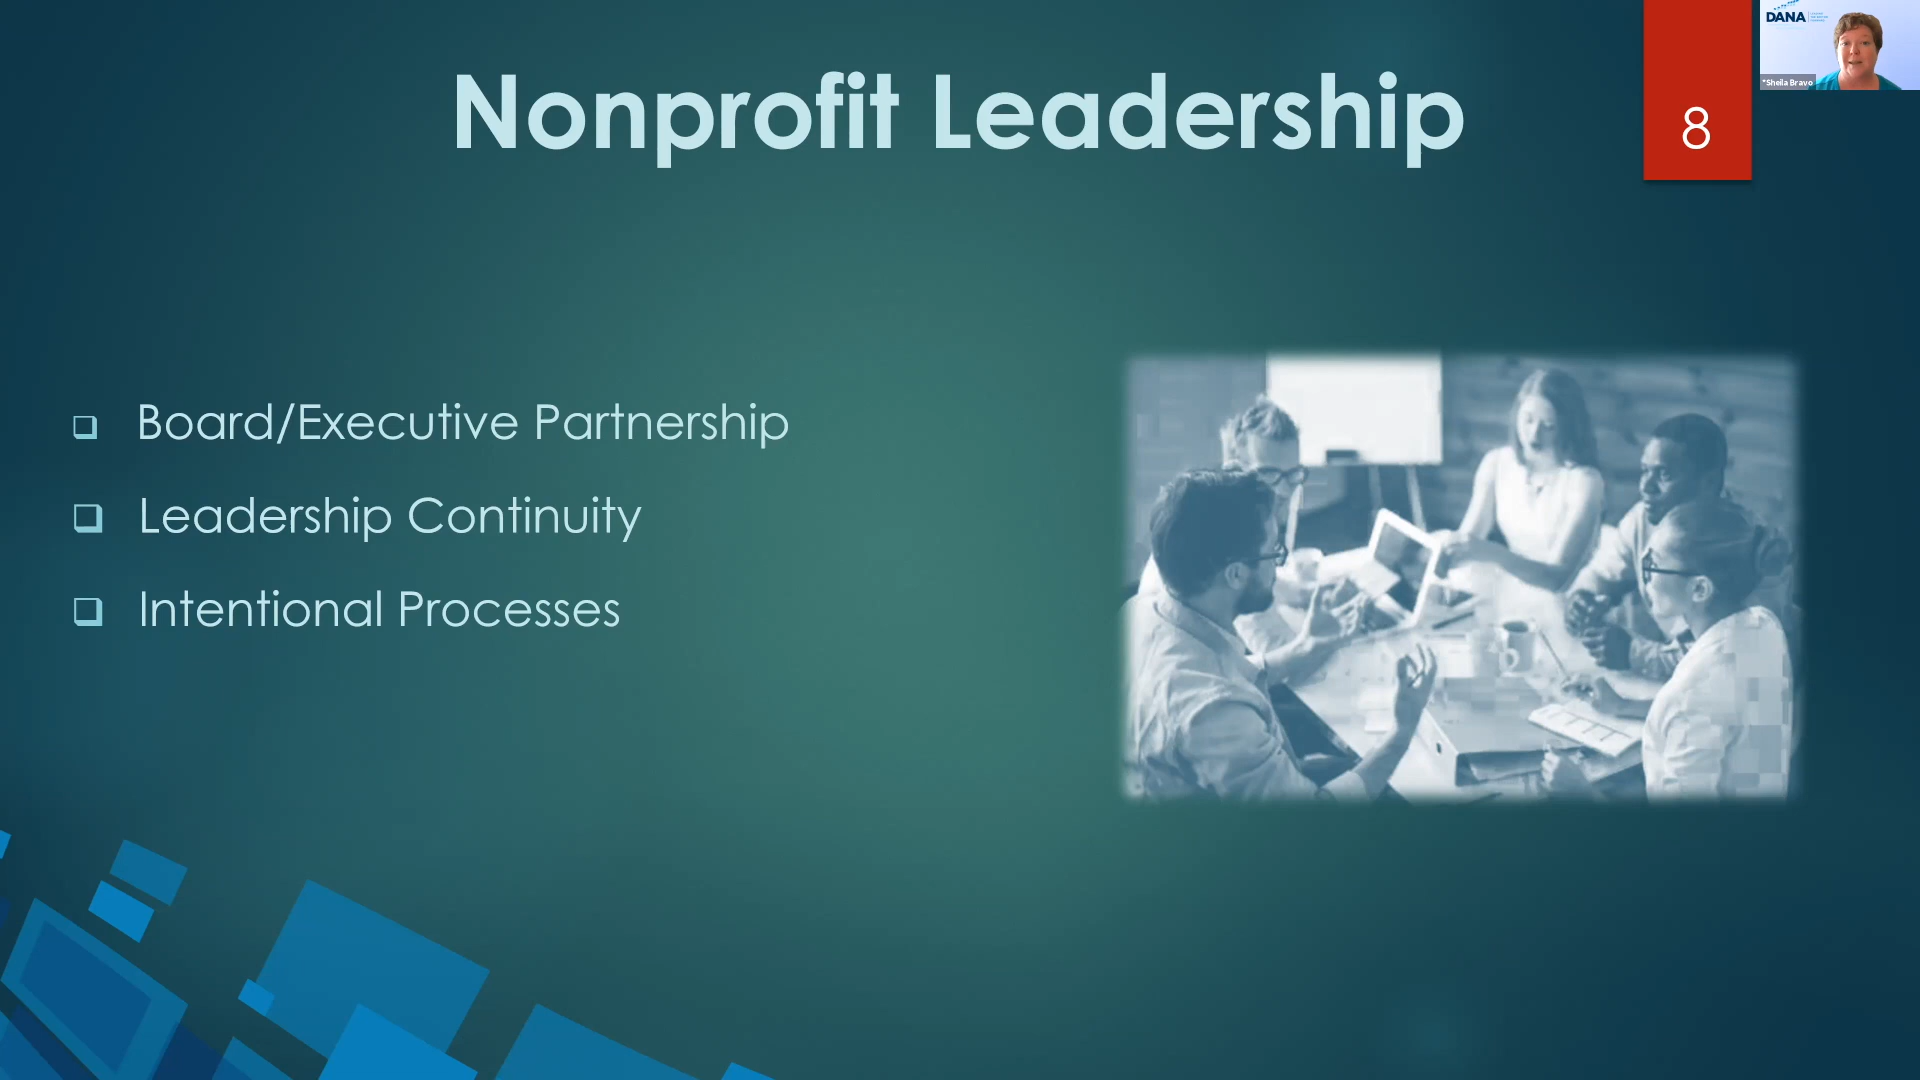 Nonprofit Leadership
8
DANA
*Sheila Bravo
Board/Executive Partnership
Leadership Continuity
Intentional Processes